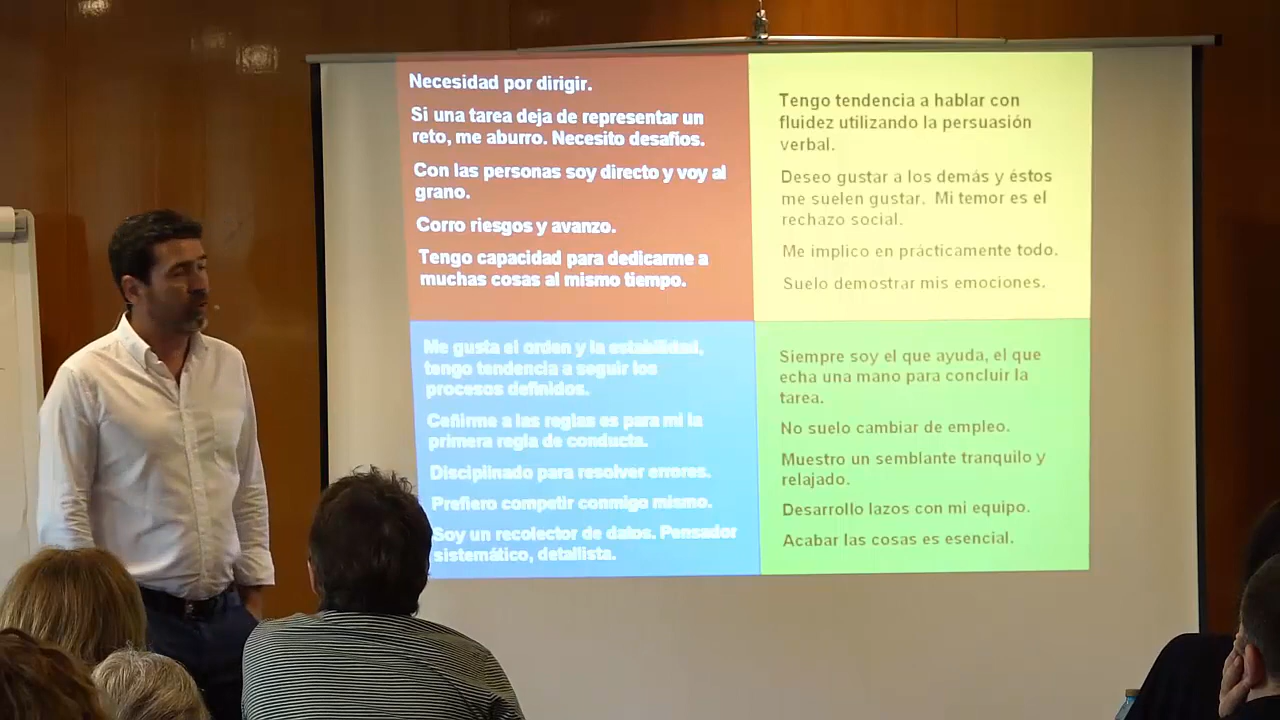 Necesidad por dirigir.
Si una tarea deja de representar un
reto, me aburro. Necesito desafíos.
Con las personas soy directo y voy al
grano.
Corro riesgos y avanzo.
Tengo capacidad para dedicarme a
muchas cosas al mismo tiempo.
Tengo tendencia a hablar con
fluidez utilizando la persuasión
verbal.
Deseo gustar a los demás y éstos
me suelen gustar. Mi temor es el
rechazo social.
Me implico en prácticamente todo.
Suelo demostrar mis emociones.
Me gusta el orden y la estabilidad,
tengo tendencia a seguir los
procesos definidos.
Ceñirme a las reglas es para mi la
primera regla de conducta.
Disciplinado para resolver errores.
Prefiero competir conmigo mismo.
Soy un recolector de datos. Pensador
sistemático, detallista.
Siempre soy el que ayuda, el que
echa una mano para concluir la
tarea.
No suelo cambiar de empleo.
Muestro un semblante tranquilo y
relajado.
Desarrollo lazos con mi equipo.
Acabar las cosas es esencial.